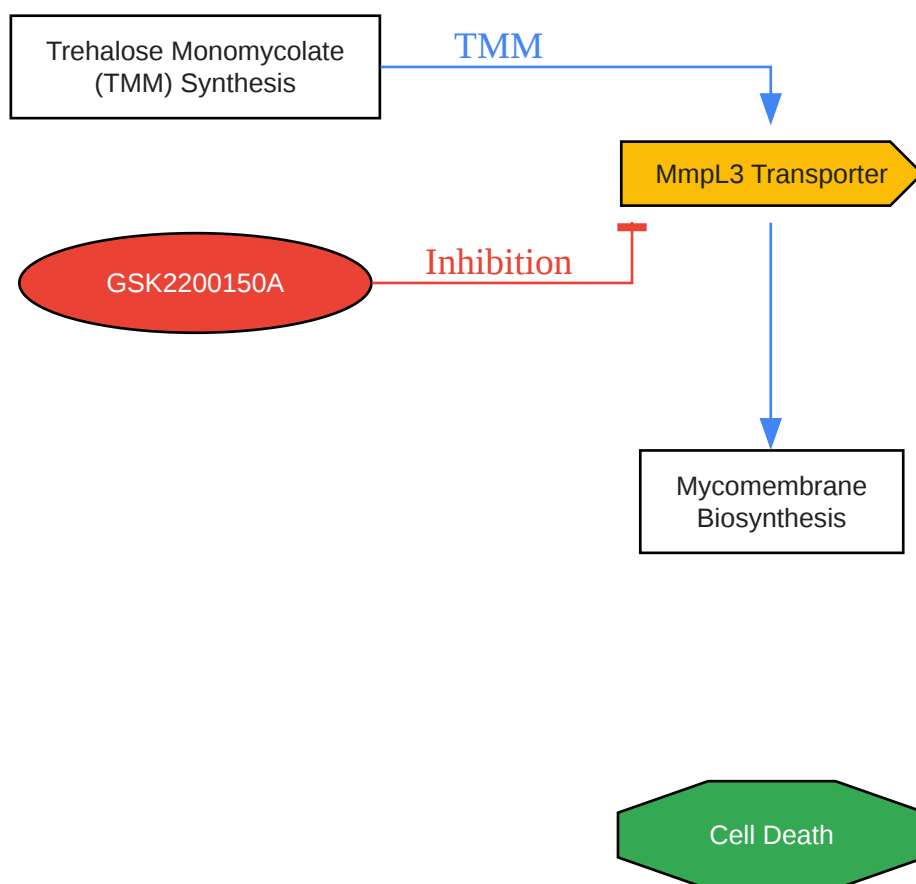 Trehalose Monomycolate
(TMM) Synthesis
TMM
MmpL3 Transporter
GSK2200150A
Inhibition
Mycomembrane
Biosynthesis
Cell Death